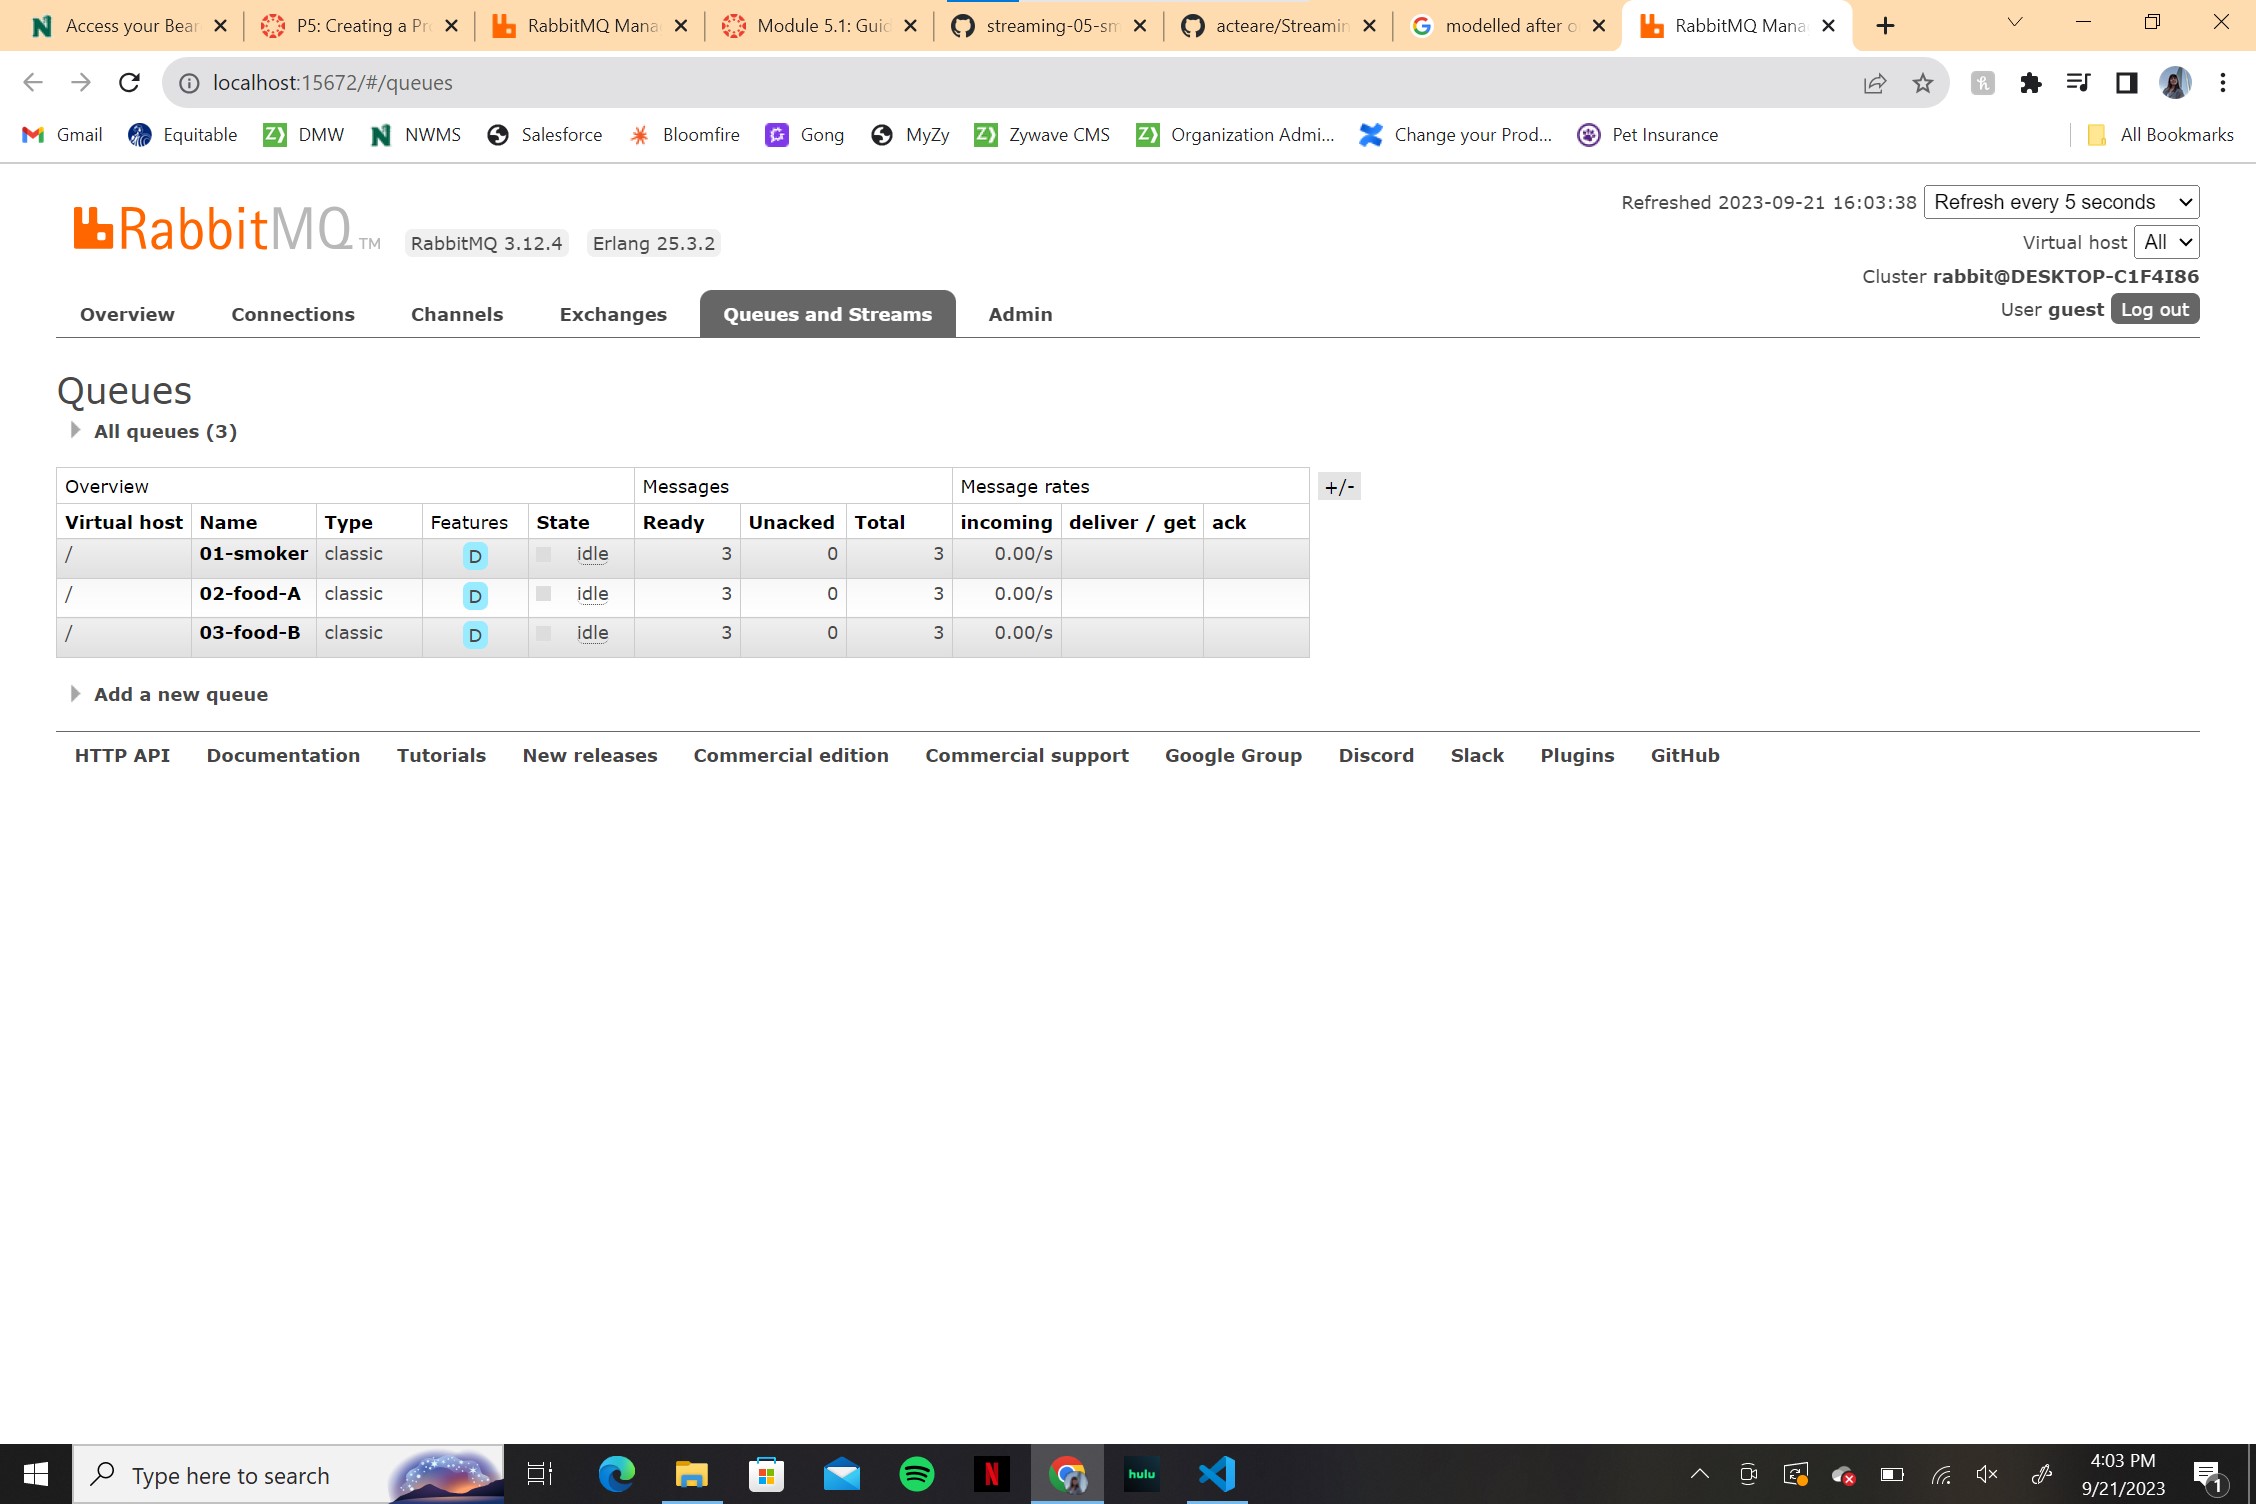 Access your Bear
P5: Creating a Pr
RabbitMQ Mana
Module 5.1: Guid
streaming-05-sm
acteare/Streamin
modelled after o
RabbitMQ Mana
localhost:15672/#/queues
Gmail Equitable DMW NWMS Salesforce Bloomfire Gong MyZy Zywave CMS Organization Admi... Change your Prod... Pet Insurance All Bookmarks
Refreshed 2023-09-21 16:03:38 Refresh every 5 seconds
RabbitMQ TM RabbitMQ 3.12.4 Erlang 25.3.2
Virtual host All
Cluster rabbit@DESKTOP-C1F4I86
User guest Log out
Overview Connections Channels Exchanges Queues and Streams Admin
Queues
All queues (3)
Overview Messages Message rates +/-
Virtual host Name Type Features State Ready Unacked Total incoming deliver / get ack
/ 01-smoker classic D idle 3 0 3 0.00/s
/ 02-food-A classic D idle 3 0 3 0.00/s
/ 03-food-B classic D idle 3 0 3 0.00/s
Add a new queue
HTTP API Documentation Tutorials New releases Commercial edition Commercial support Google Group Discord Slack Plugins GitHub
Type here to search
hulu
4:03 PM
9/21/2023
1